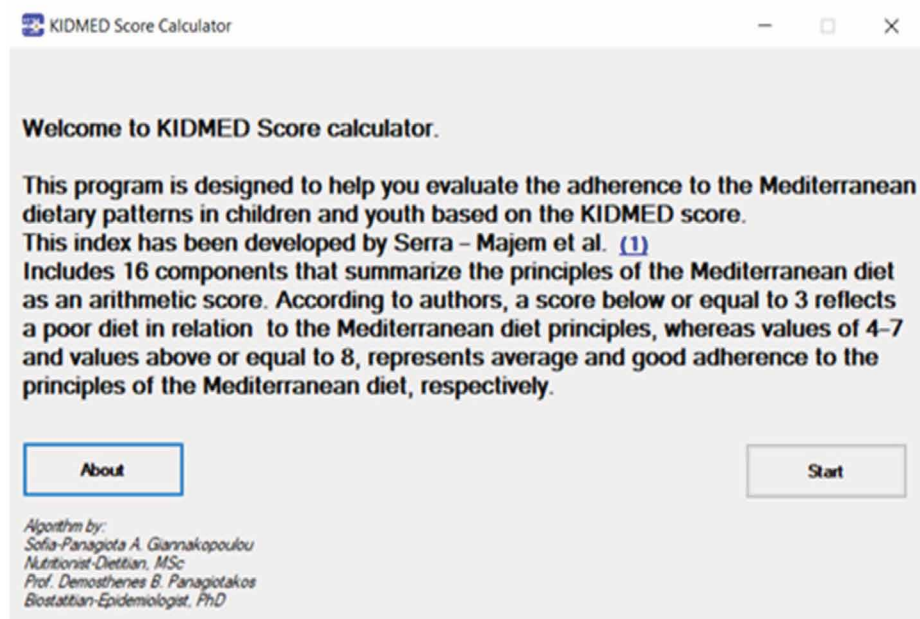 KIDMED Score Calculator
Welcome to KIDMED Score calculator.
This program is designed to help you evaluate the adherence to the Mediterranean
dietary patterns in children and youth based on the KIDMED score.
This index has been developed by Serra – Majem et al. (1)
Includes 16 components that summarize the principles of the Mediterranean diet
as an arithmetic score. According to authors, a score below or equal to 3 reflects
a poor diet in relation to the Mediterranean diet principles, whereas values of 4–7
and values above or equal to 8, represents average and good adherence to the
principles of the Mediterranean diet, respectively.
About
Start
Algorithm by:
Sofia-Panagiota A. Giannakopoulou
Nutritionist-Dietitian, MSc
Prof. Demosthenes B. Panagiotakos
Biostatitian-Epidemiologist, PhD